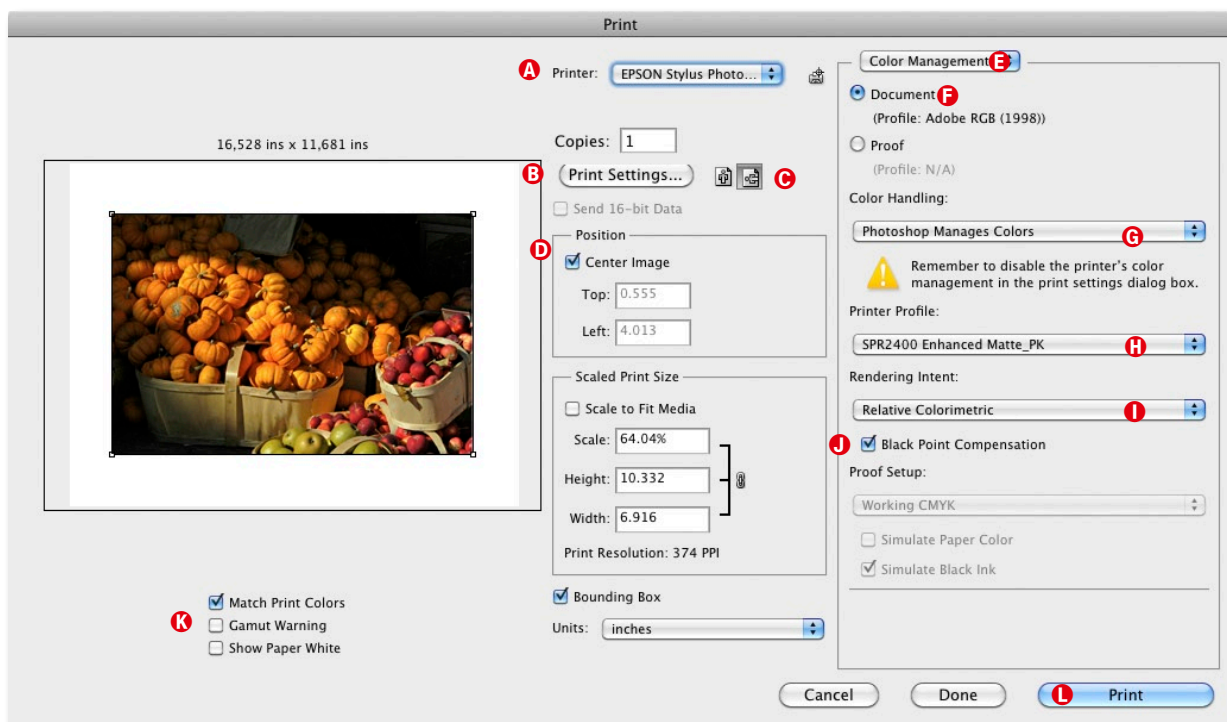 Print
A Printer: EPSON Stylus Photo...
16,528 ins x 11,681 ins
Copies: 1
B Print Settings... C
Send 16-bit Data
D Position
Center Image
Top: 0.555
Left: 4.013
Scaled Print Size
Scale to Fit Media
Scale: 64.04%
Height: 10.332
Width: 6.916
Print Resolution: 374 PPI
Bounding Box
Units: inches
K Match Print Colors
Gamut Warning
Show Paper White
Color Management E
Document F
(Profile: Adobe RGB (1998))
Proof
(Profile: N/A)
Color Handling:
Photoshop Manages Colors G
Remember to disable the printer's color
management in the print settings dialog box.
Printer Profile:
SPR2400 Enhanced Matte_PK H
Rendering Intent:
Relative Colorimetric I
J Black Point Compensation
Proof Setup:
Working CMYK
Simulate Paper Color
Simulate Black Ink
Cancel
Done
L Print